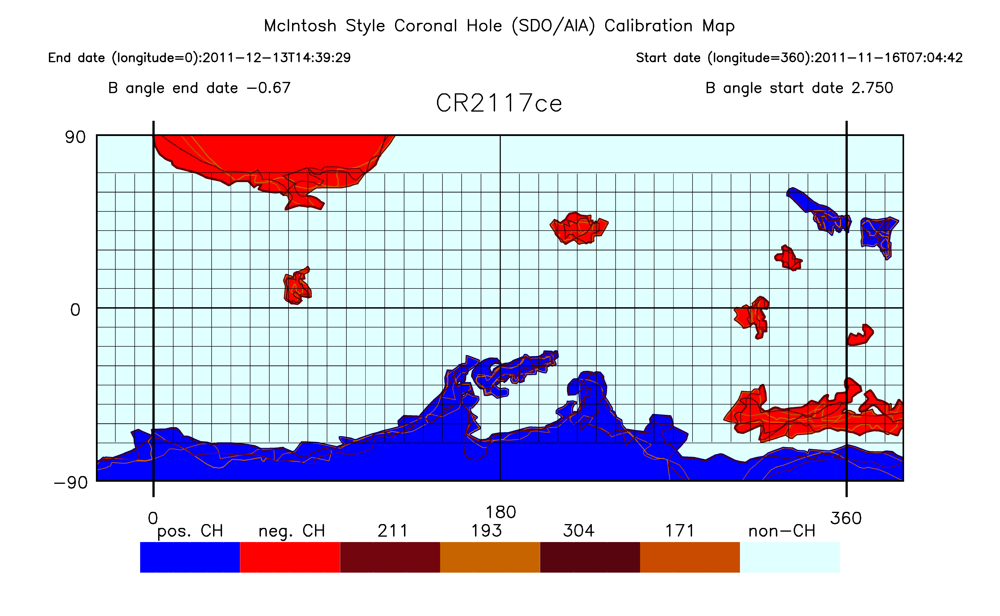 McIntosh Style Coronal Hole (SDO/AIA) Calibration Map
End date (longitude=0):2011-12-13T14:39:29
Start date (longitude=360):2011-11-16T07:04:42
B angle end date -0.67
B angle start date 2.750
CR2117ce
90
0
-90
0
180
360
pos. CH
neg. CH
211
193
304
171
non-CH